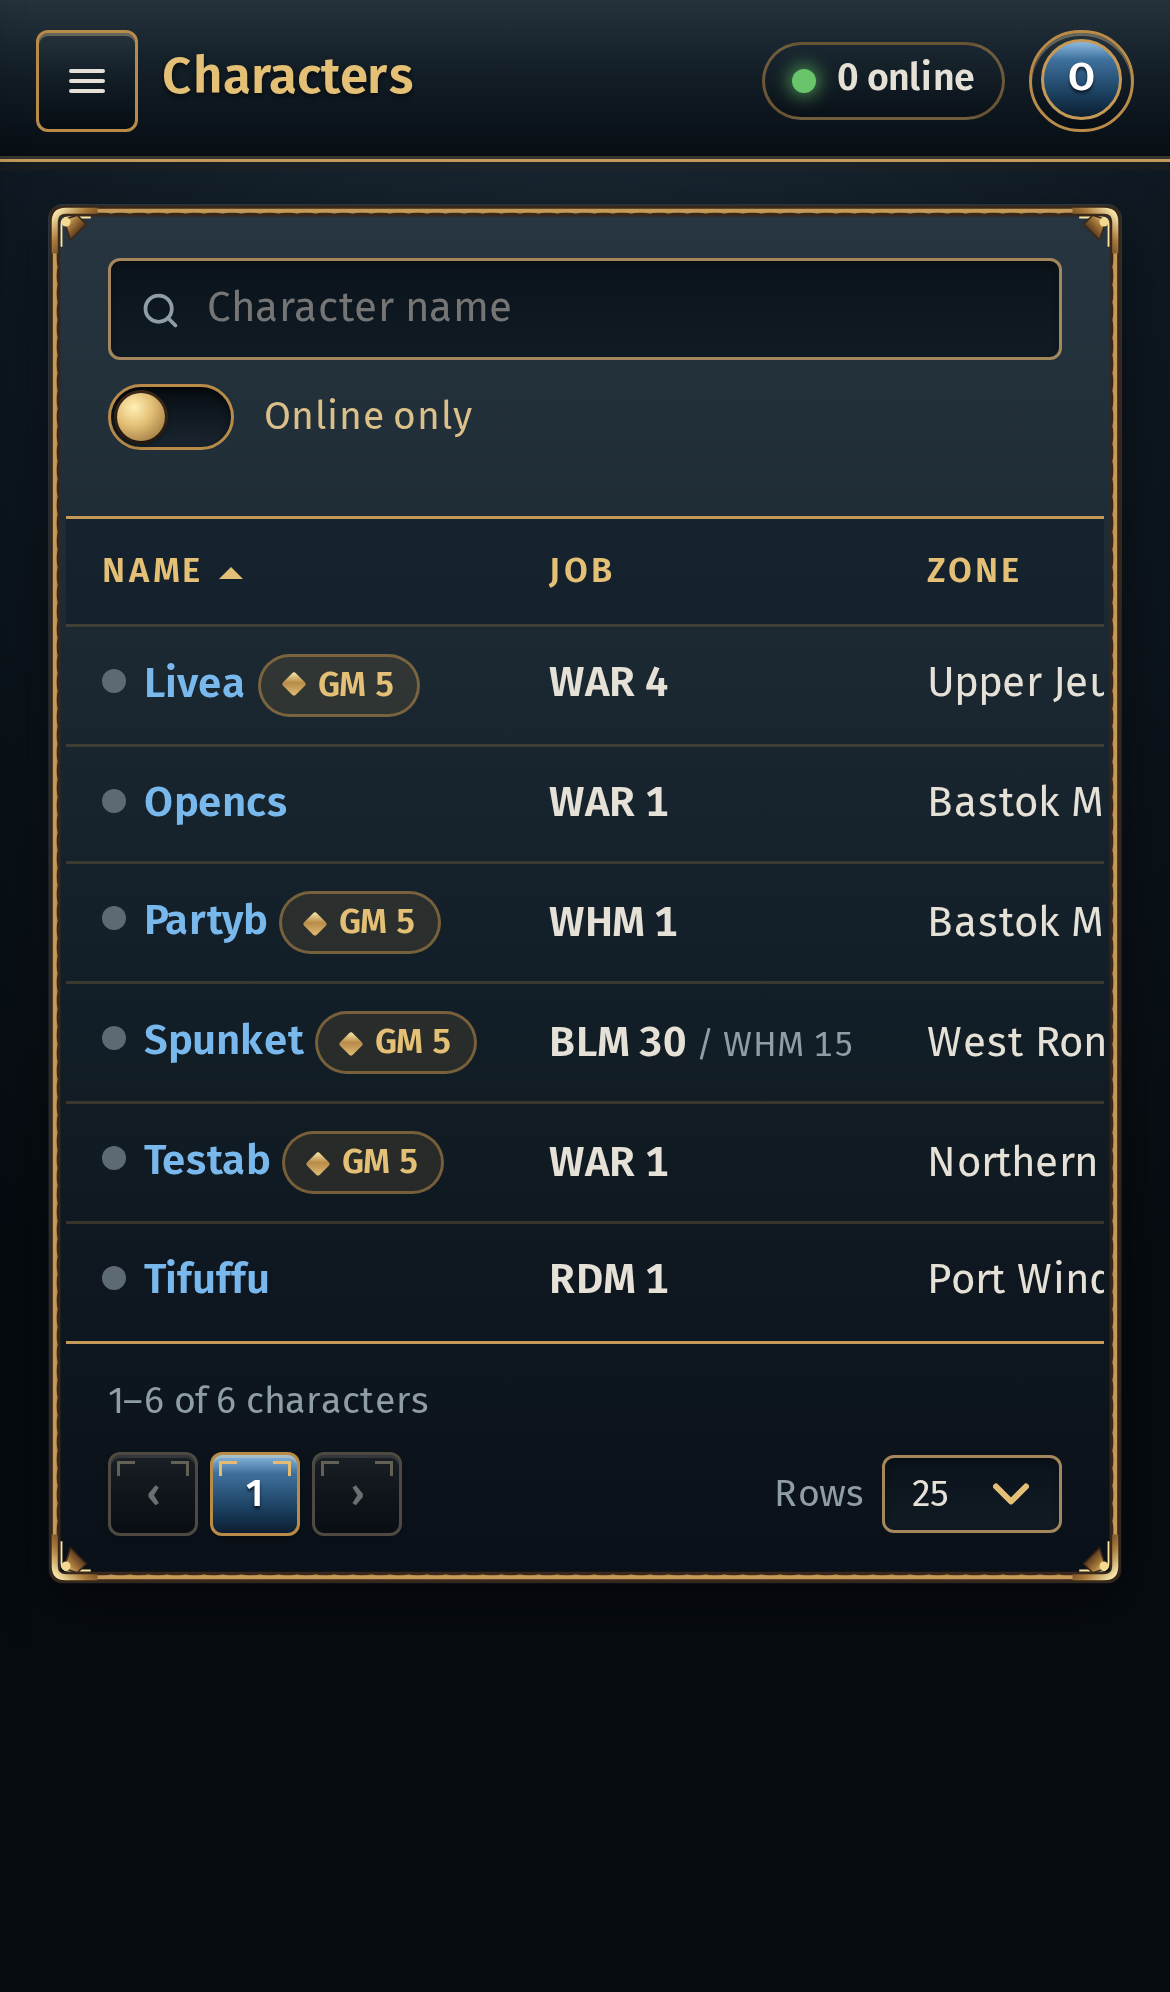 Characters
0 online
O
Character name
Online only
NAME JOB ZONE
Livea GM 5 WAR 4 Upper Jeu
Opencs WAR 1 Bastok M
Partyb GM 5 WHM 1 Bastok M
Spunket GM 5 BLM 30 / WHM 15 West Ron
Testab GM 5 WAR 1 Northern
Tifuffu RDM 1 Port Wind
1–6 of 6 characters
‹ 1 › Rows 25